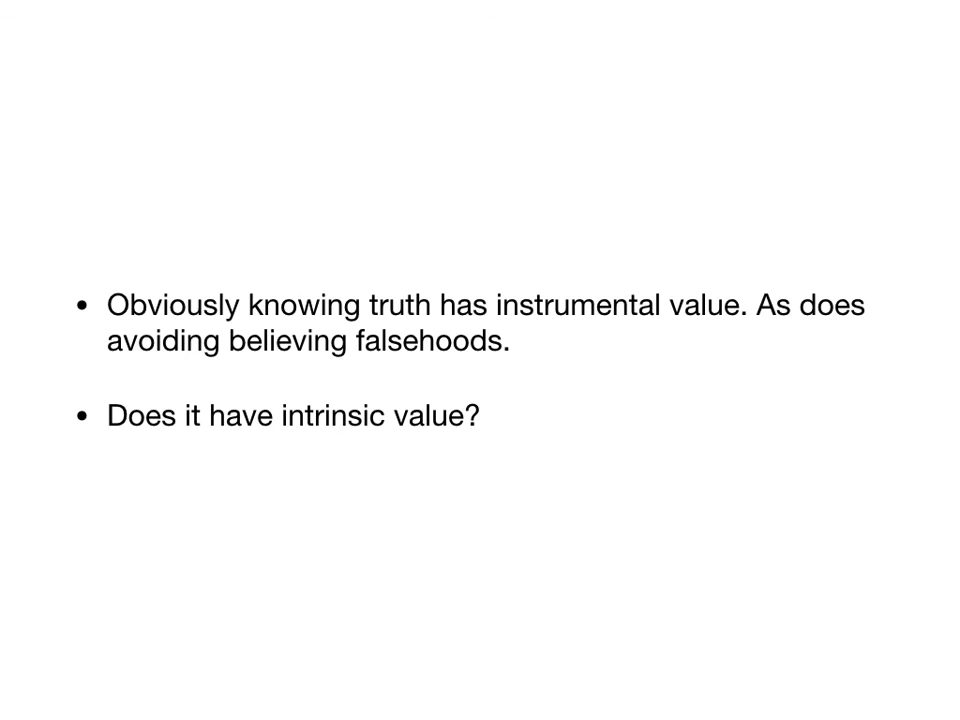 • Obviously knowing truth has instrumental value. As does
avoiding believing falsehoods.
• Does it have intrinsic value?